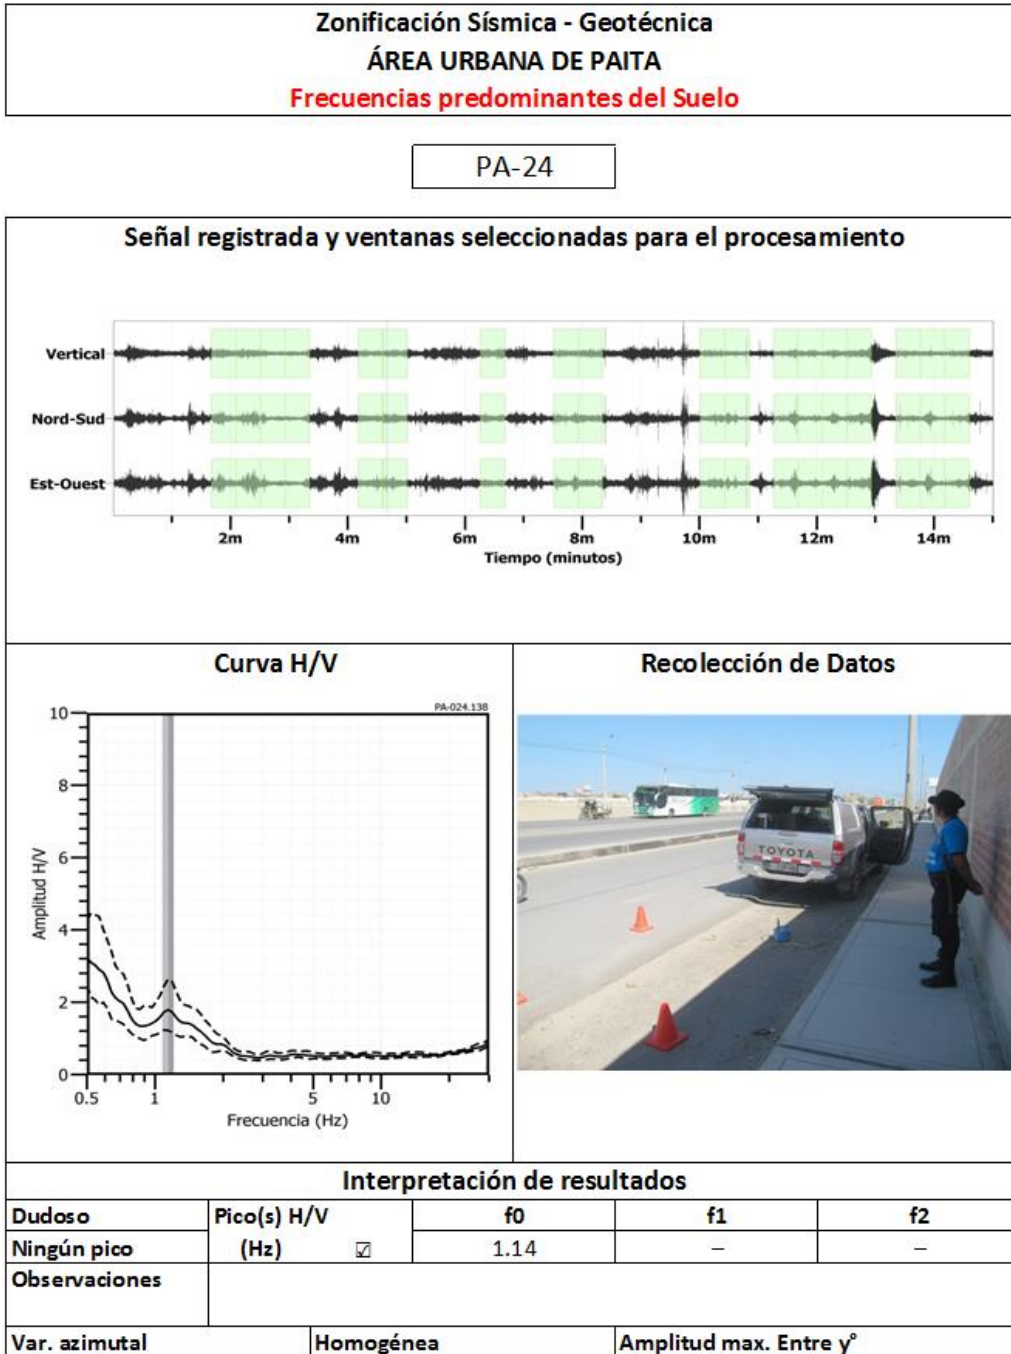 Zonificación Sísmica - Geotécnica
ÁREA URBANA DE PAITA
Frecuencias predominantes del Suelo
PA-24
Señal registrada y ventanas seleccionadas para el procesamiento
Vertical
Nord-Sud
Est-Ouest
2m 4m 6m 8m 10m 12m 14m
Tiempo (minutos)
Curva H/V
PA-024.138
10
8
6
4
2
0
Amplitud H/V
0.5 1 5 10
Frecuencia (Hz)
Recolección de Datos
TOYOTA
Interpretación de resultados
Dudoso Pico(s) H/V f0 f1 f2
Ningún pico (Hz) ☑ 1.14 – –
Observaciones
Var. azimutal Homogénea Amplitud max. Entre y°